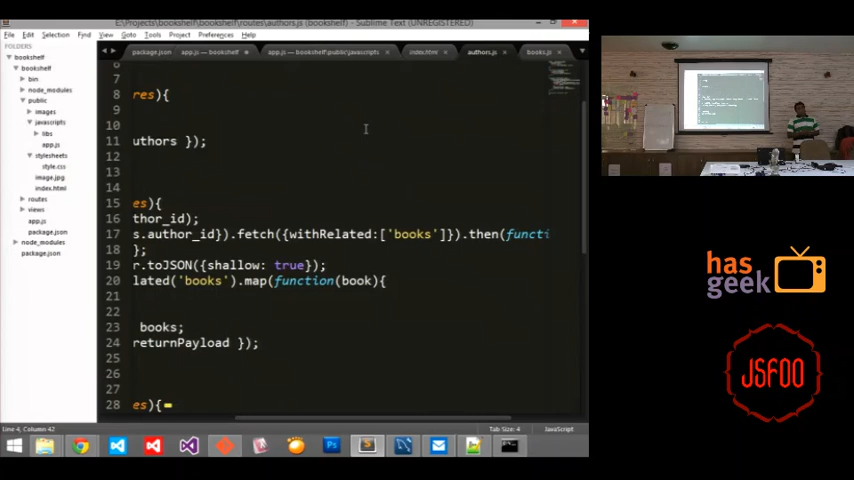 E:\Projects\bookshelf\bookshelf\routes\authors.js (bookshelf) - Sublime Text (UNREGISTERED)
File Edit Selection Find View Goto Tools Project Preferences Help
FOLDERS
bookshelf
bookshelf
bin
node_modules
public
images
javascripts
libs
app.js
stylesheets
style.css
image.jpg
index.html
routes
views
app.js
package.json
node_modules
package.json
package.json app.js — bookshelf app.js — bookshelf\public\javascripts index.html authors.js books.js
6
7
8 res){
9
10
11 uthors });
12
13
14
15 es){
16 thor_id);
17 s.author_id}).fetch({withRelated:['books']}).then(functi
18 };
19 r.toJSON({shallow: true});
20 lated('books').map(function(book){
21
22
23 books;
24 returnPayload });
25
26
27
28 es){
Line 4, Column 42 Tab Size: 4 JavaScript
has
geek
JSFOO